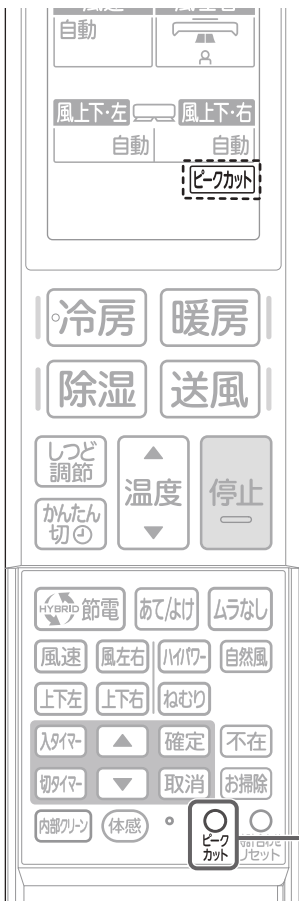 自動
風上下・左
風上下・右
自動
自動
ピークカット
冷房
暖房
除湿
送風
しつど
調節
温度
停止
かんたん
切
HYBRID 節電
あて/よけ
ムラなし
風速
風左右
ハイパワー
自然風
上下左
上下右
ねむり
入タイマー
確定
不在
切タイマー
取消
お掃除
内部クリーン
体感
ピーク
カット
リセット